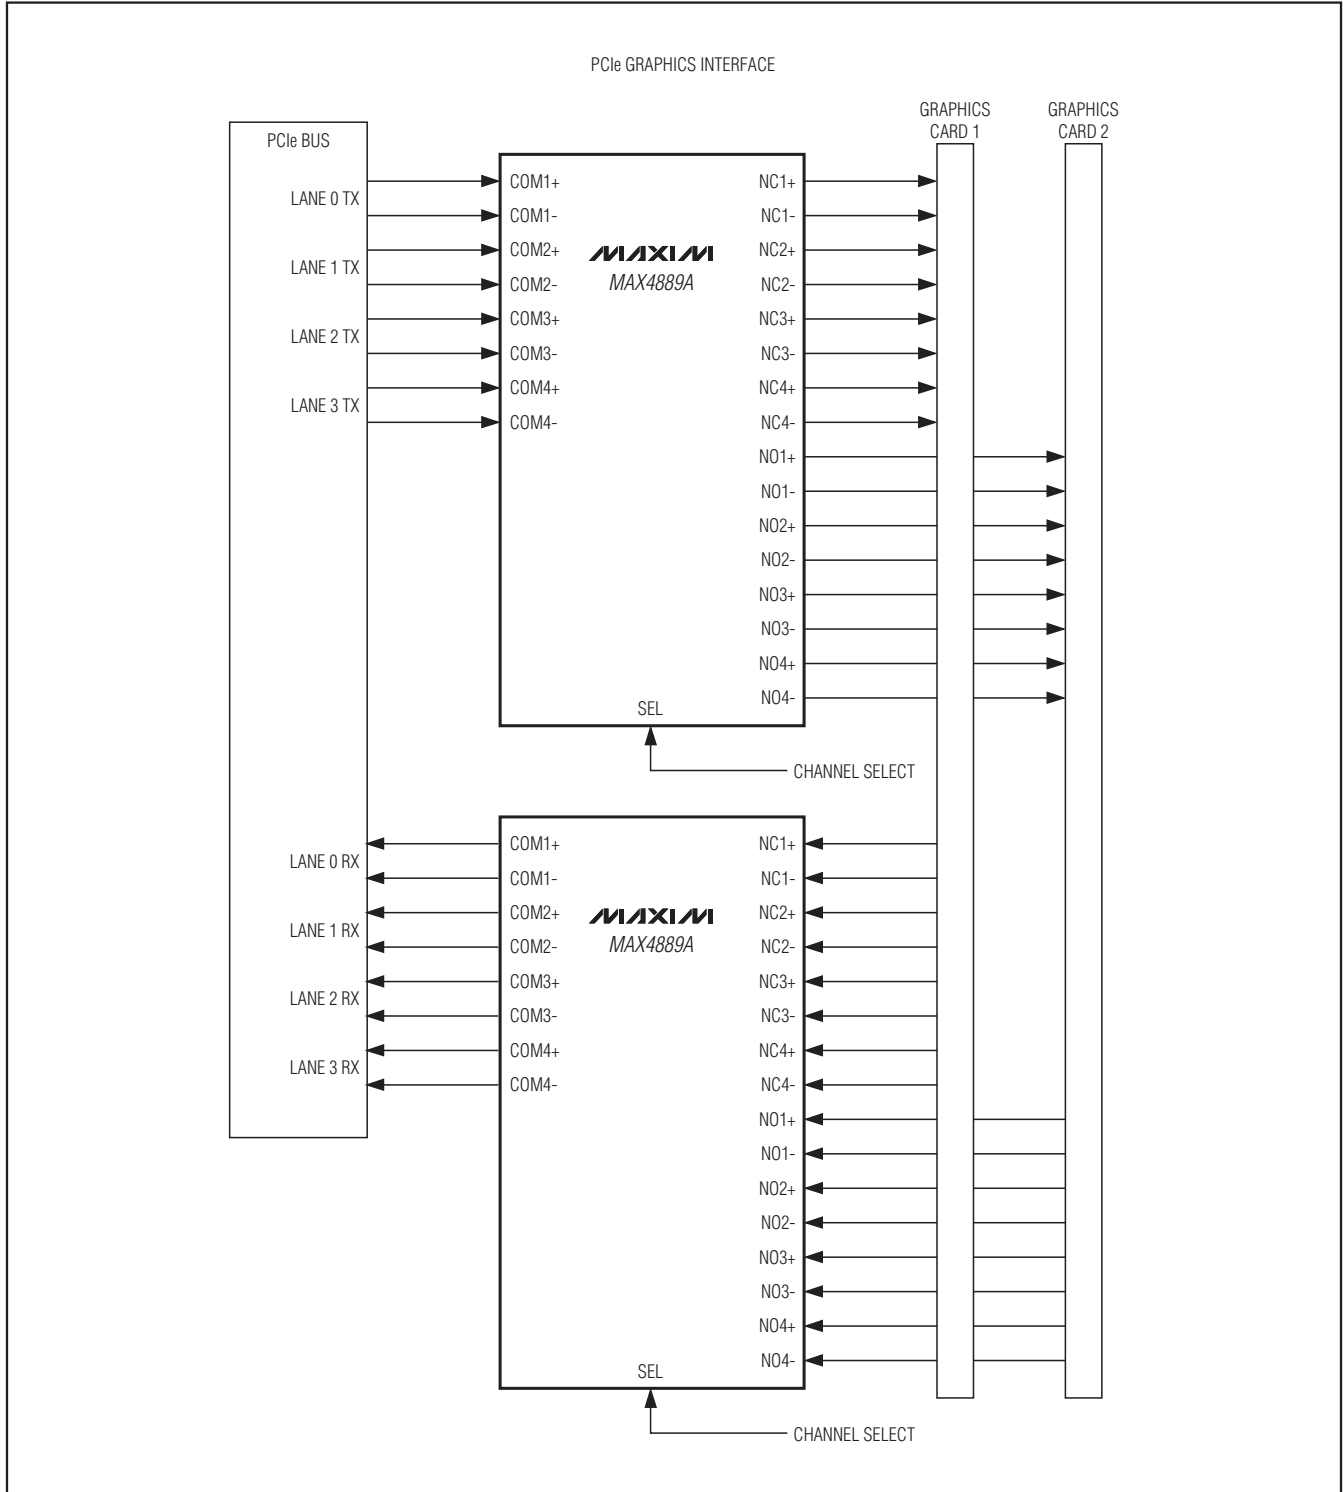 PCIe GRAPHICS INTERFACE
GRAPHICS
CARD 1
GRAPHICS
CARD 2
PCIe BUS
LANE 0 TX
LANE 1 TX
LANE 2 TX
LANE 3 TX
COM1+
COM1-
COM2+
COM2-
COM3+
COM3-
COM4+
COM4-
MAXIM
MAX4889A
NC1+
NC1-
NC2+
NC2-
NC3+
NC3-
NC4+
NC4-
NO1+
NO1-
NO2+
NO2-
NO3+
NO3-
NO4+
NO4-
SEL
CHANNEL SELECT
LANE 0 RX
LANE 1 RX
LANE 2 RX
LANE 3 RX
COM1+
COM1-
COM2+
COM2-
COM3+
COM3-
COM4+
COM4-
MAXIM
MAX4889A
NC1+
NC1-
NC2+
NC2-
NC3+
NC3-
NC4+
NC4-
NO1+
NO1-
NO2+
NO2-
NO3+
NO3-
NO4+
NO4-
SEL
CHANNEL SELECT